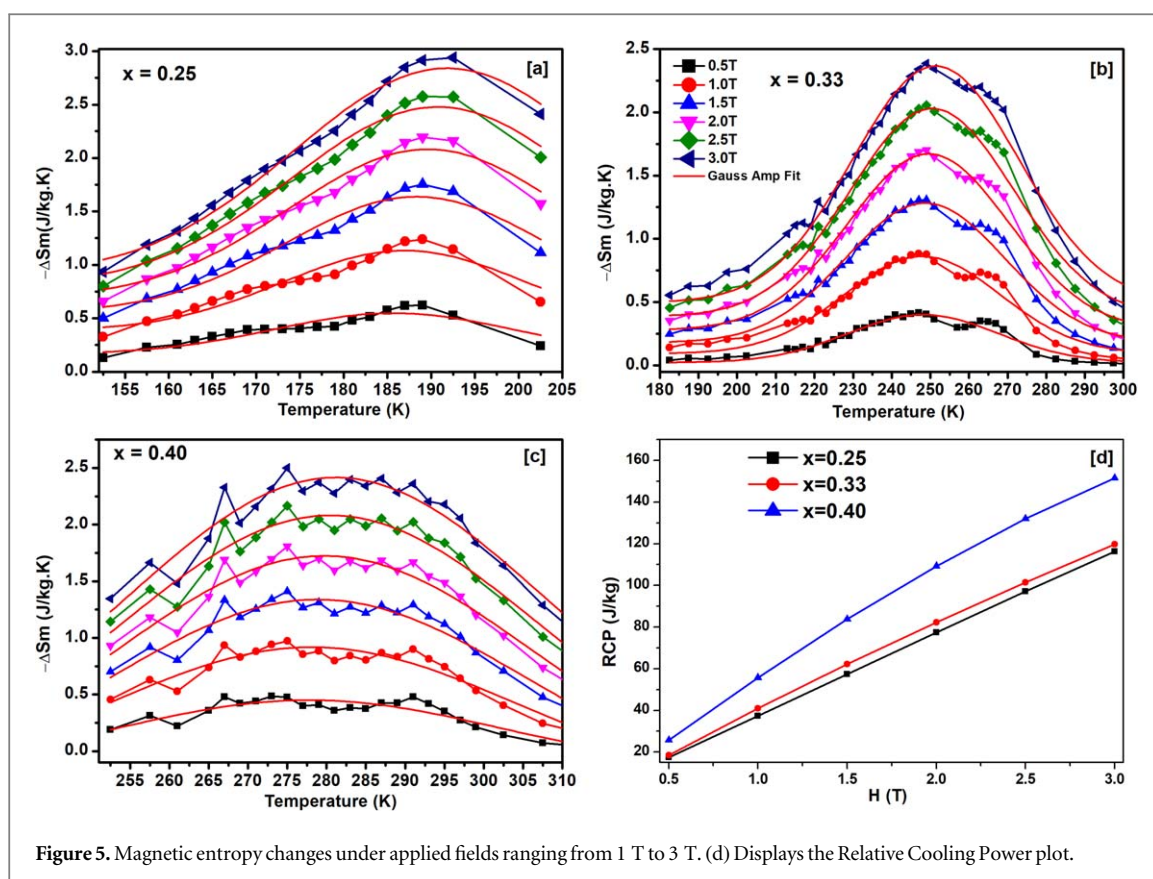 x = 0.25
[a]
3.0
2.5
2.0
1.5
1.0
0.5
0.0
−ΔSm(J/kg.K)
155 160 165 170 175 180 185 190 195 200 205
Temperature (K)
x = 0.33
[b]
0.5T
1.0T
1.5T
2.0T
2.5T
3.0T
Gauss Amp Fit
2.5
2.0
1.5
1.0
0.5
0.0
−ΔSm (J/kg.K)
180 190 200 210 220 230 240 250 260 270 280 290 300
Temperature (K)
x = 0.40
[c]
2.5
2.0
1.5
1.0
0.5
0.0
−ΔSm (J/kg.K)
255 260 265 270 275 280 285 290 295 300 305 310
Temperature (K)
[d]
x=0.25
x=0.33
x=0.40
160
140
120
100
80
60
40
20
RCP (J/kg)
0.5 1.0 1.5 2.0 2.5 3.0
H (T)
Figure 5. Magnetic entropy changes under applied fields ranging from 1 T to 3 T. (d) Displays the Relative Cooling Power plot.